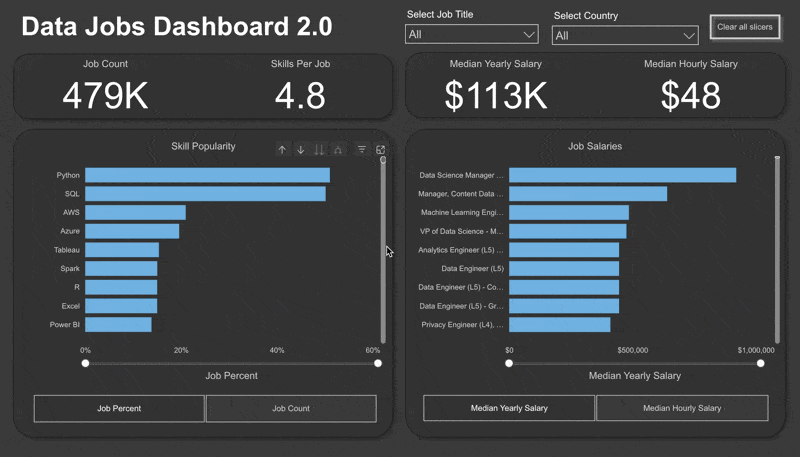 Data Jobs Dashboard 2.0
Select Job Title
All
Select Country
All
Clear all slicers
Job Count
479K
Skills Per Job
4.8
Median Yearly Salary
$113K
Median Hourly Salary
$48
Skill Popularity
Python
SQL
AWS
Azure
Tableau
Spark
R
Excel
Power BI
0% 20% 40% 60%
Job Percent
Job Percent
Job Count
Job Salaries
Data Science Manager ...
Manager, Content Data ...
Machine Learning Engi...
VP of Data Science - M...
Analytics Engineer (L5) ...
Data Engineer (L5)
Data Engineer (L5) - Co...
Data Engineer (L5) - Gr...
Privacy Engineer (L4), ...
$0 $500,000 $1,000,000
Median Yearly Salary
Median Yearly Salary
Median Hourly Salary